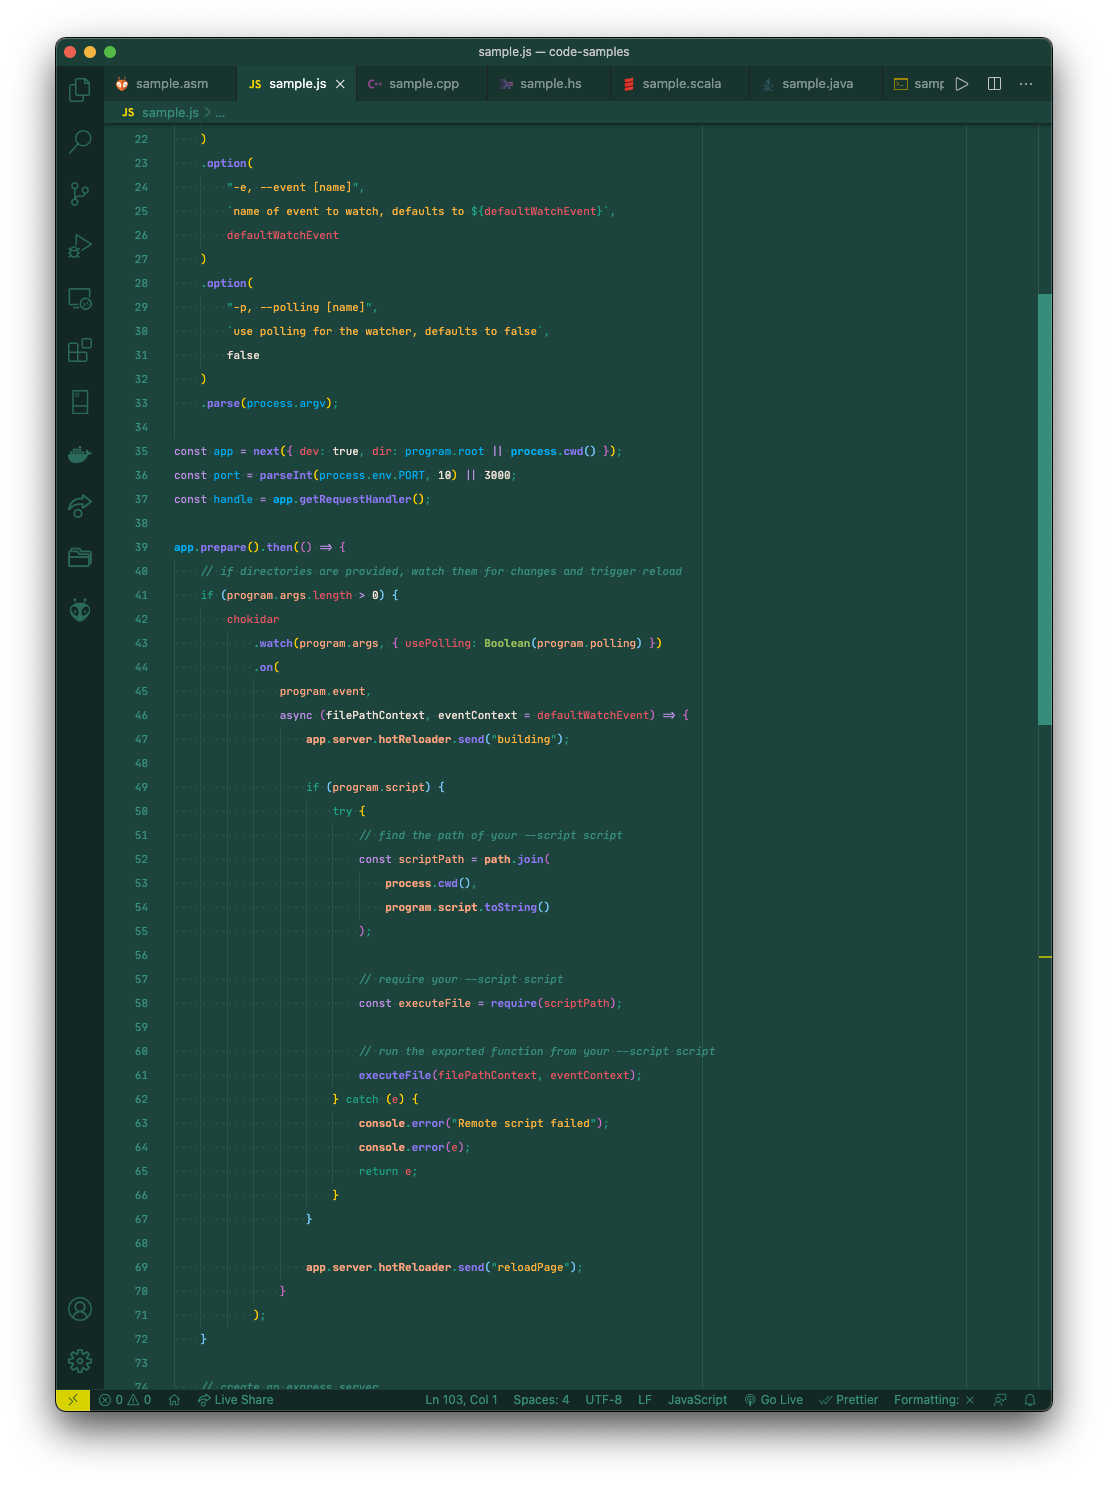 sample.js — code-samples
sample.asm
JS sample.js
C++ sample.cpp
sample.hs
sample.scala
sample.java
samp
JS sample.js > ...
22 )
23 .option(
24 "-e, --event [name]",
25 `name of event to watch, defaults to ${defaultWatchEvent}`,
26 defaultWatchEvent
27 )
28 .option(
29 "-p, --polling [name]",
30 `use polling for the watcher, defaults to false`,
31 false
32 )
33 .parse(process.argv);
34
35 const app = next({ dev: true, dir: program.root || process.cwd() });
36 const port = parseInt(process.env.PORT, 10) || 3000;
37 const handle = app.getRequestHandler();
38
39 app.prepare().then(() => {
40 // if directories are provided, watch them for changes and trigger reload
41 if (program.args.length > 0) {
42 chokidar
43 .watch(program.args, { usePolling: Boolean(program.polling) })
44 .on(
45 program.event,
46 async (filePathContext, eventContext = defaultWatchEvent) => {
47 app.server.hotReloader.send("building");
48
49 if (program.script) {
50 try {
51 // find the path of your --script script
52 const scriptPath = path.join(
53 process.cwd(),
54 program.script.toString()
55 );
56
57 // require your --script script
58 const executeFile = require(scriptPath);
59
60 // run the exported function from your --script script
61 executeFile(filePathContext, eventContext);
62 } catch (e) {
63 console.error("Remote script failed");
64 console.error(e);
65 return e;
66 }
67 }
68
69 app.server.hotReloader.send("reloadPage");
70 }
71 );
72 }
73
74 // create an express server
0 0 Live Share Ln 103, Col 1 Spaces: 4 UTF-8 LF JavaScript Go Live Prettier Formatting: ×